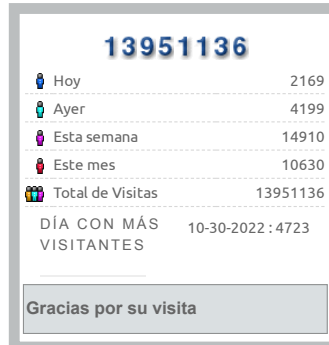 13951136
Hoy 2169
Ayer 4199
Esta semana 14910
Este mes 10630
Total de Visitas 13951136
DÍA CON MÁS 10-30-2022 : 4723
VISITANTES
Gracias por su visita